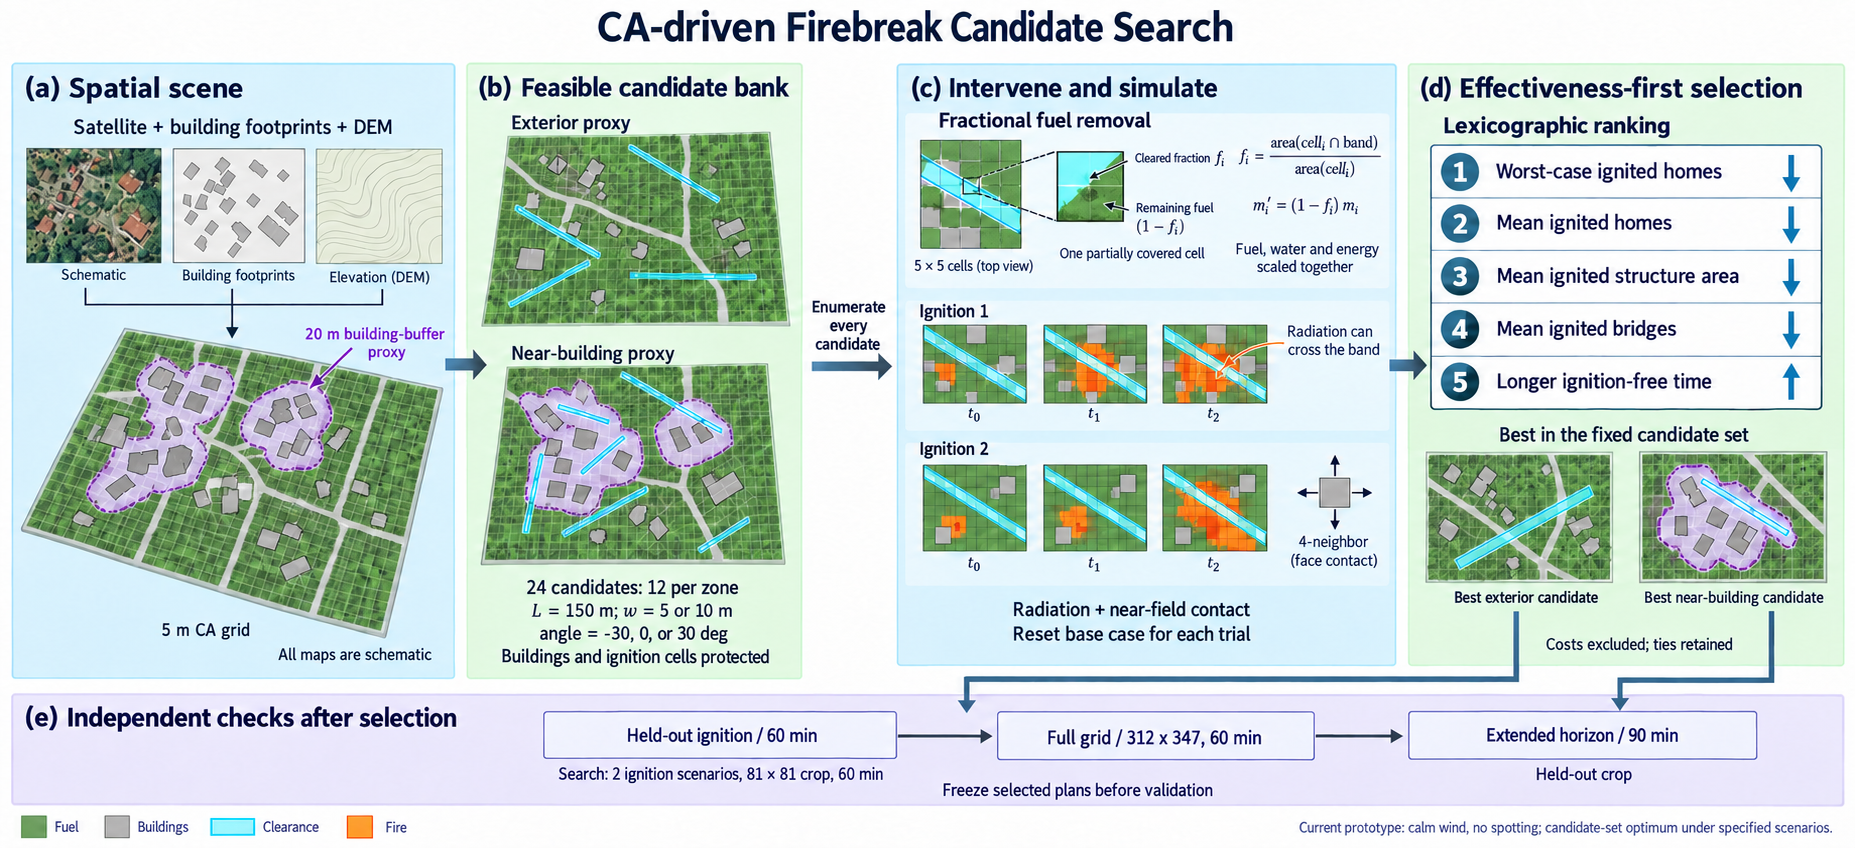 CA-driven Firebreak Candidate Search
(a) Spatial scene
Satellite + building footprints + DEM
Schematic
Building footprints
Elevation (DEM)
20 m building-buffer
proxy
5 m CA grid
All maps are schematic
(b) Feasible candidate bank
Exterior proxy
Near-building proxy
24 candidates: 12 per zone
L = 150 m; w = 5 or 10 m
angle = -30, 0, or 30 deg
Buildings and ignition cells protected
Enumerate
every
candidate
(c) Intervene and simulate
Fractional fuel removal
5 × 5 cells (top view)
Cleared fraction fᵢ
Remaining fuel
(1 − fᵢ)
One partially covered cell
fᵢ = area(cellᵢ ∩ band) / area(cellᵢ)
mᵢ′ = (1 − fᵢ) mᵢ
Fuel, water and energy
scaled together
Ignition 1
t₀
t₁
t₂
Radiation can
cross the band
Ignition 2
t₀
t₁
t₂
4-neighbor
(face contact)
Radiation + near-field contact
Reset base case for each trial
(d) Effectiveness-first selection
Lexicographic ranking
1 Worst-case ignited homes ↓
2 Mean ignited homes ↓
3 Mean ignited structure area ↓
4 Mean ignited bridges ↓
5 Longer ignition-free time ↑
Best in the fixed candidate set
Best exterior candidate
Best near-building candidate
Costs excluded; ties retained
(e) Independent checks after selection
Held-out ignition / 60 min
Search: 2 ignition scenarios, 81 × 81 crop, 60 min
Full grid / 312 x 347, 60 min
Extended horizon / 90 min
Held-out crop
Freeze selected plans before validation
Fuel
Buildings
Clearance
Fire
Current prototype: calm wind, no spotting; candidate-set optimum under specified scenarios.